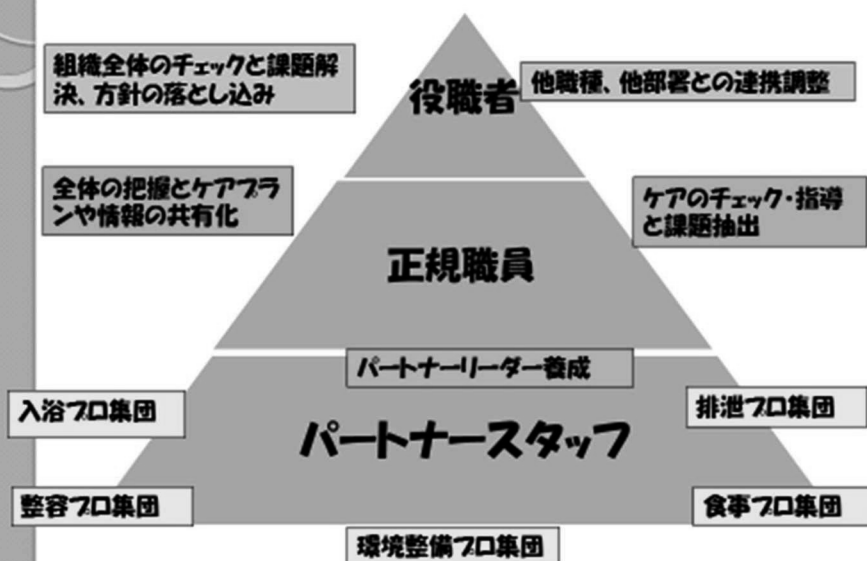 組織全体のチェックと課題解
決、方針の落とし込み
役職者
他職種、他部署との連携調整
全体の把握とケアプラ
ンや情報の共有化
ケアのチェック・指導
と課題抽出
正規職員
パートナーリーダー養成
入浴プロ集団
排泄プロ集団
パートナースタッフ
整容プロ集団
食事プロ集団
環境整備プロ集団